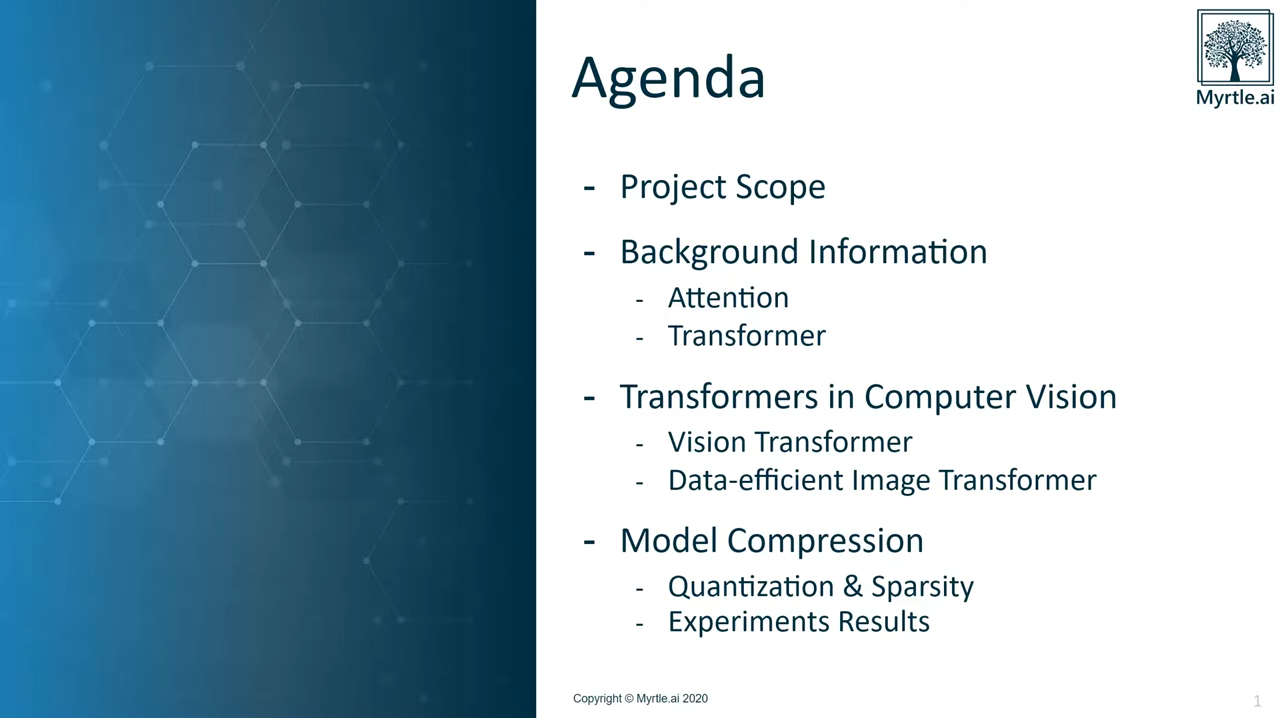 Agenda
Myrtle.ai
- Project Scope
- Background Information
- Attention
- Transformer
- Transformers in Computer Vision
- Vision Transformer
- Data-efficient Image Transformer
- Model Compression
- Quantization & Sparsity
- Experiments Results
Copyright © Myrtle.ai 2020
1